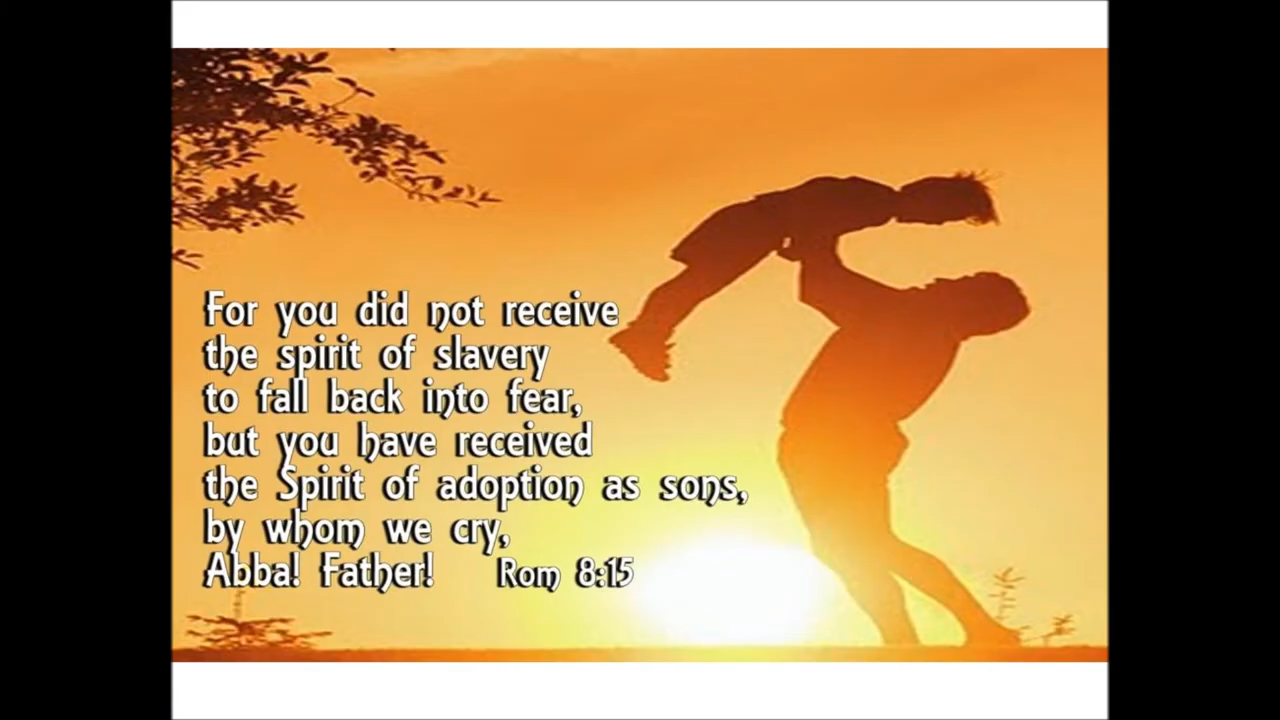 For you did not receive
the spirit of slavery
to fall back into fear,
but you have received
the Spirit of adoption as sons,
by whom we cry,
Abba! Father! Rom 8:15